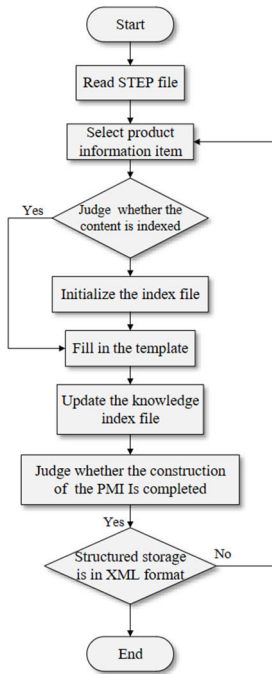 Start
Read STEP file
Select product
information item
Judge whether the
content is indexed
Yes
Initialize the index file
Fill in the template
Update the knowledge
index file
Judge whether the construction
of the PMI Is completed
Yes
Structured storage
is in XML format
No
End